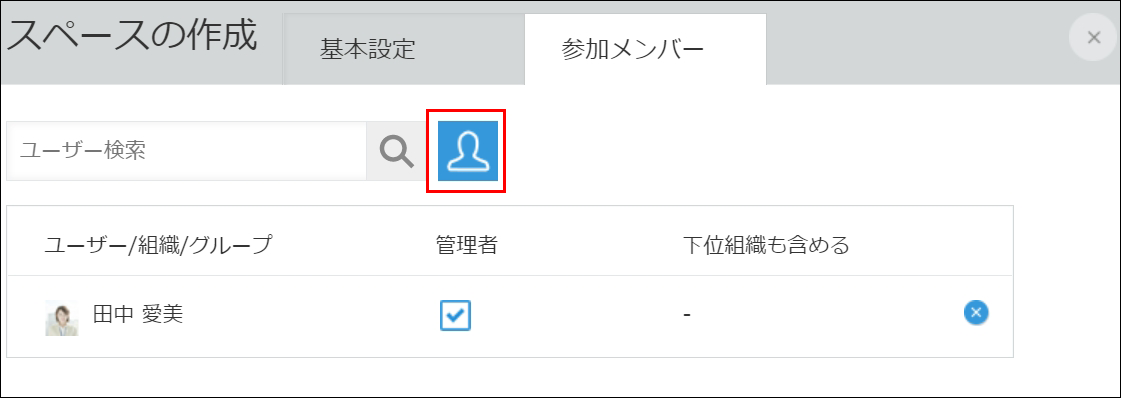 スペースの作成
基本設定
参加メンバー
ユーザー検索
ユーザー/組織/グループ 管理者 下位組織も含める
田中 愛美 -